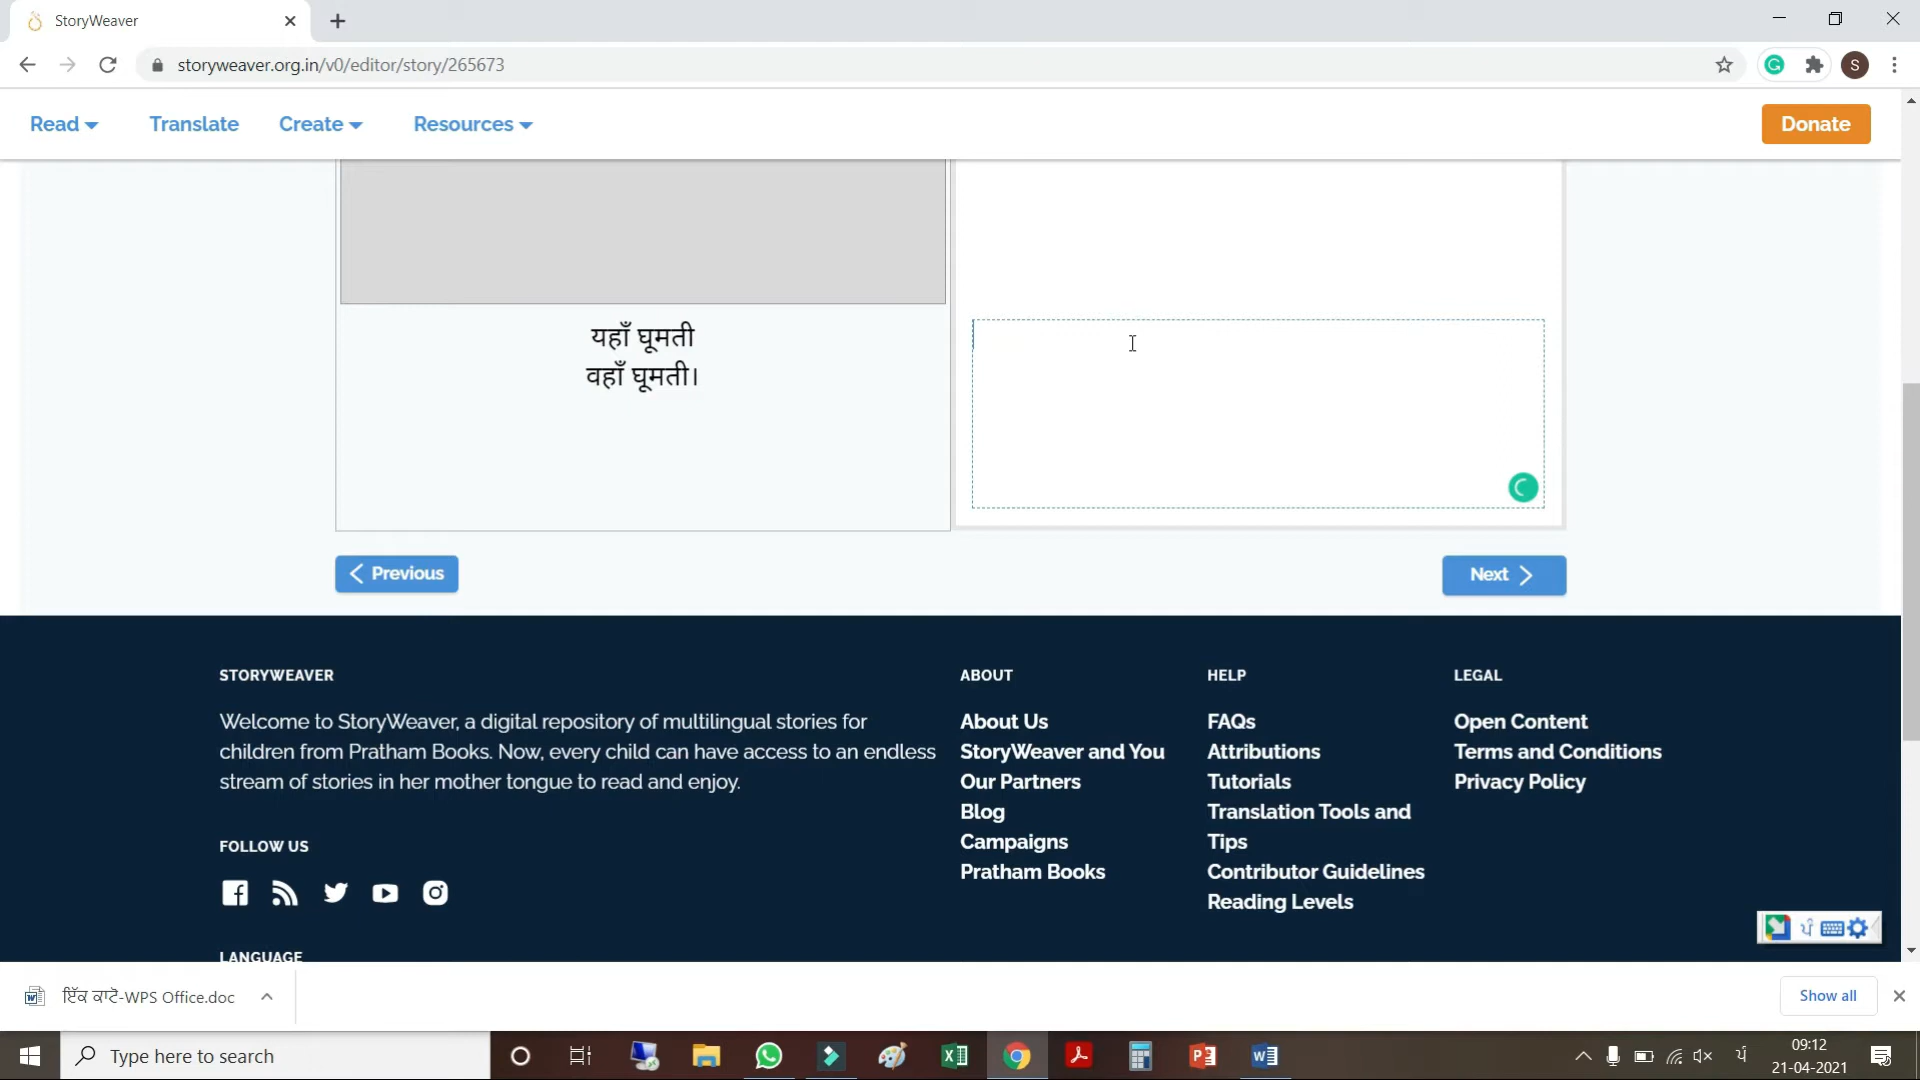 StoryWeaver
storyweaver.org.in/v0/editor/story/265673
S
Read
Translate
Create
Resources
Donate
यहाँ घूमती
वहाँ घूमती।
Previous
Next
STORYWEAVER
Welcome to StoryWeaver, a digital repository of multilingual stories for
children from Pratham Books. Now, every child can have access to an endless
stream of stories in her mother tongue to read and enjoy.
FOLLOW US
LANGUAGE
ABOUT
About Us
StoryWeaver and You
Our Partners
Blog
Campaigns
Pratham Books
HELP
FAQs
Attributions
Tutorials
Translation Tools and
Tips
Contributor Guidelines
Reading Levels
LEGAL
Open Content
Terms and Conditions
Privacy Policy
ਪੰ
ਇੱਕ ਕਾਟੋ-WPS Office.doc
Show all
Type here to search
ਪੰ
09:12
21-04-2021